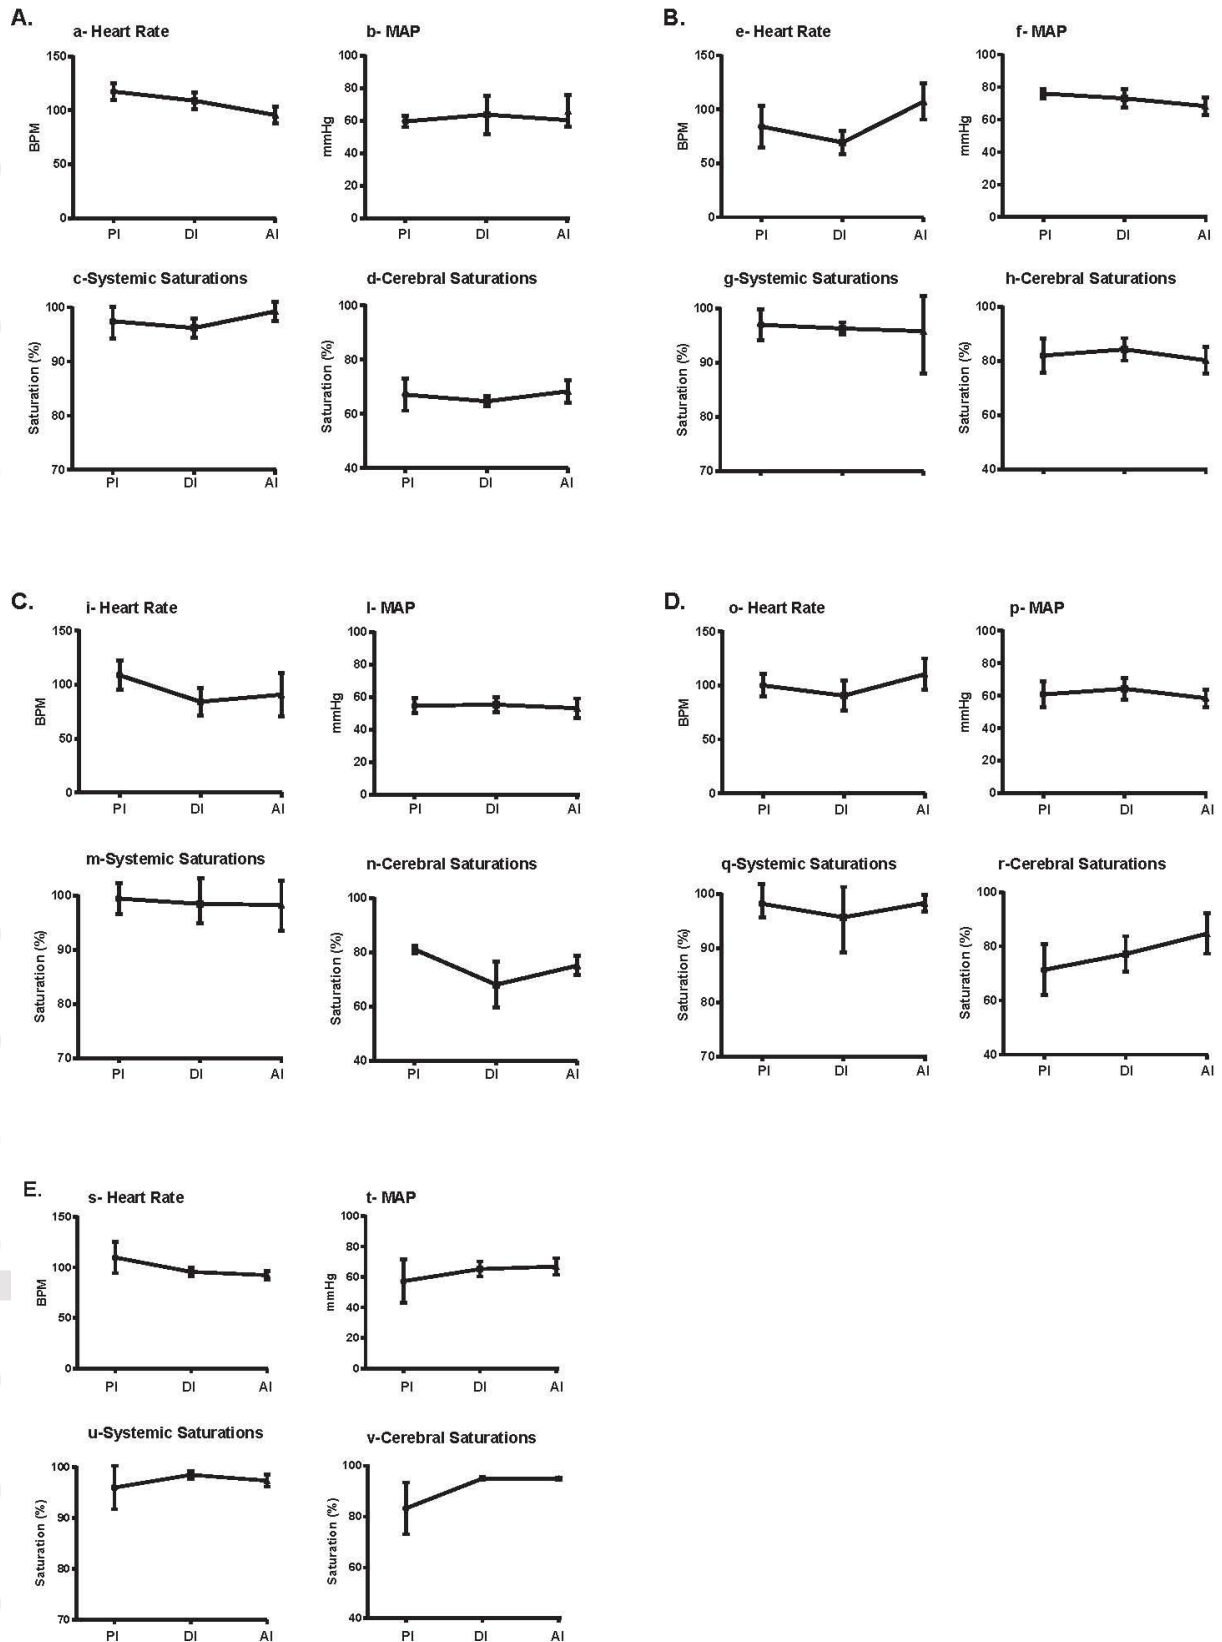 A.
a- Heart Rate
BPM
150
100
50
0
PI DI AI
b- MAP
mmHg
100
80
60
40
20
0
PI DI AI
c-Systemic Saturations
Saturation (%)
100
90
80
70
PI DI AI
d-Cerebral Saturations
Saturation (%)
100
80
60
40
PI DI AI
B.
e- Heart Rate
BPM
150
100
50
0
PI DI AI
f- MAP
mmHg
100
80
60
40
20
0
PI DI AI
g-Systemic Saturations
Saturation (%)
100
90
80
70
h-Cerebral Saturations
Saturation (%)
100
80
60
40
C.
i- Heart Rate
BPM
150
100
50
0
PI DI AI
l- MAP
mmHg
100
80
60
40
20
0
PI DI AI
m-Systemic Saturations
Saturation (%)
100
90
80
70
PI DI AI
n-Cerebral Saturations
Saturation (%)
100
80
60
40
PI DI AI
D.
o- Heart Rate
BPM
150
100
50
0
PI DI AI
p- MAP
mmHg
100
80
60
40
20
0
PI DI AI
q-Systemic Saturations
Saturation (%)
100
90
80
70
PI DI AI
r-Cerebral Saturations
Saturation (%)
100
80
60
40
PI DI AI
E.
s- Heart Rate
BPM
150
100
50
0
PI DI AI
t- MAP
mmHg
100
80
60
40
20
0
PI DI AI
u-Systemic Saturations
Saturation (%)
100
90
80
70
PI DI AI
v-Cerebral Saturations
Saturation (%)
100
80
60
40
PI DI AI